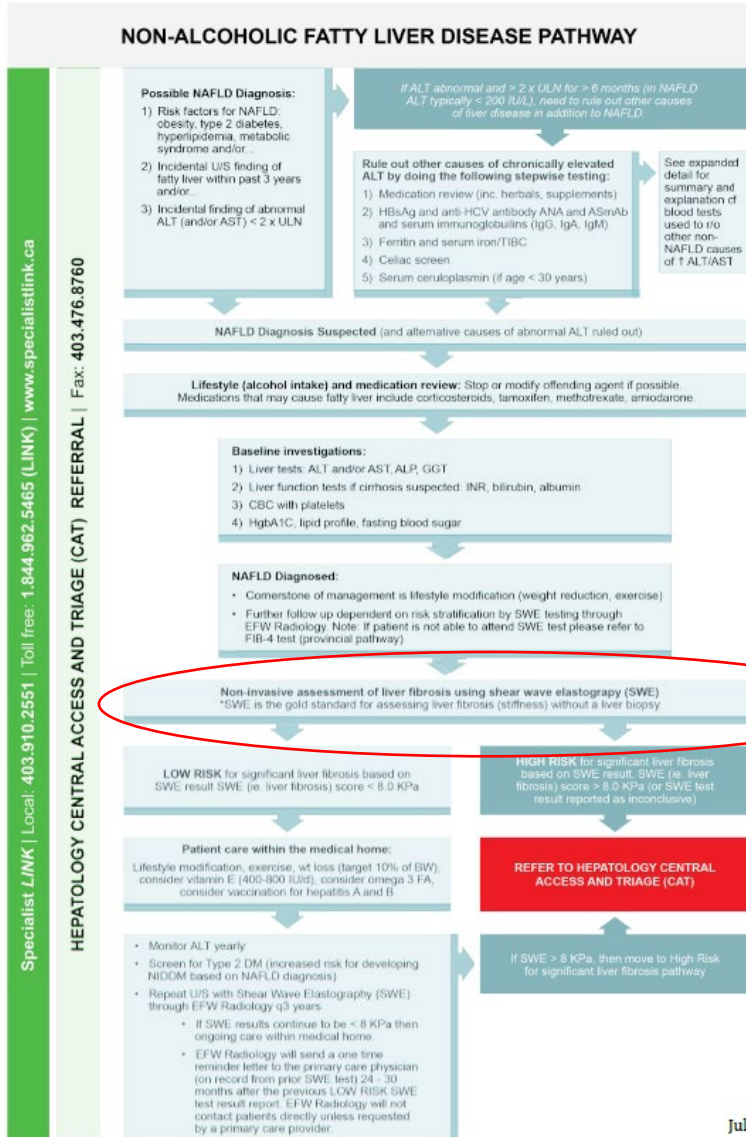 NON-ALCOHOLIC FATTY LIVER DISEASE PATHWAY
Specialist LINK | Local: 403.910.2551 | Toll free: 1.844.962.5465 (LINK) | www.specialistlink.ca
HEPATOLOGY CENTRAL ACCESS AND TRIAGE (CAT) REFERRAL | Fax: 403.476.8760
Possible NAFLD Diagnosis:
1) Risk factors for NAFLD:
obesity, type 2 diabetes,
hyperlipidemia, metabolic
syndrome and/or...
2) Incidental U/S finding of
fatty liver within past 3 years
and/or...
3) Incidental finding of abnormal
ALT (and/or AST) < 2 x ULN
If ALT abnormal and > 2 x ULN for > 6 months (in NAFLD
ALT typically < 200 IU/L), need to rule out other causes
of liver disease in addition to NAFLD.
Rule out other causes of chronically elevated
ALT by doing the following stepwise testing:
1) Medication review (inc. herbals, supplements)
2) HBsAg and anti-HCV antibody ANA and ASmAb
and serum immunoglobuilins (IgG, IgA, IgM)
3) Ferritin and serum iron/TIBC
4) Celiac screen
5) Serum ceruloplasmin (if age < 30 years)
See expanded
detail for
summary and
explanation of
blood tests
used to r/o
other non-
NAFLD causes
of ↑ ALT/AST
NAFLD Diagnosis Suspected (and alternative causes of abnormal ALT ruled out)
Lifestyle (alcohol intake) and medication review: Stop or modify offending agent if possible.
Medications that may cause fatty liver include corticosteroids, tamoxifen, methotrexate, amiodarone.
Baseline investigations:
1) Liver tests: ALT and/or AST, ALP, GGT
2) Liver function tests if cirrhosis suspected: INR, bilirubin, albumin
3) CBC with platelets
4) HgbA1C, lipid profile, fasting blood sugar
NAFLD Diagnosed:
• Cornerstone of management is lifestyle modification (weight reduction, exercise)
• Further follow up dependent on risk stratification by SWE testing through
EFW Radiology. Note: If patient is not able to attend SWE test please refer to
FIB-4 test (provincial pathway)
Non-invasive assessment of liver fibrosis using shear wave elastograpy (SWE)
*SWE is the gold standard for assessing liver fibrosis (stiffness) without a liver biopsy
LOW RISK for significant liver fibrosis based on
SWE result SWE (ie. liver fibrosis) score < 8.0 KPa
HIGH RISK for significant liver fibrosis
based on SWE result, SWE (ie. liver
fibrosis) score > 8.0 KPa (or SWE test
result reported as inconclusive)
Patient care within the medical home:
Lifestyle modification, exercise, wt loss (target 10% of BW),
consider vitamin E (400-800 IU/d), consider omega 3 FA,
consider vaccination for hepatitis A and B
REFER TO HEPATOLOGY CENTRAL
ACCESS AND TRIAGE (CAT)
• Monitor ALT yearly
• Screen for Type 2 DM (increased risk for developing
NIDDM based on NAFLD diagnosis)
• Repeat U/S with Shear Wave Elastography (SWE)
through EFW Radiology q3 years
• If SWE results continue to be < 8 KPa then
ongoing care within medical home.
• EFW Radiology will send a one time
reminder letter to the primary care physician
(on record from prior SWE test) 24 - 30
months after the previous LOW RISK SWE
test result report. EFW Radiology will not
contact patients directly unless requested
by a primary care provider.
If SWE > 8 KPa, then move to High Risk
for significant liver fibrosis pathway
Jul